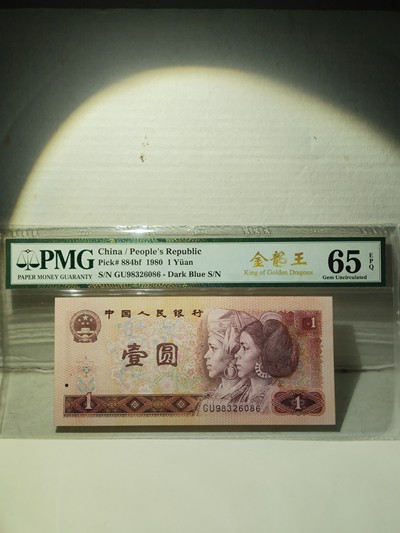 PMG
PAPER MONEY GUARANTY
China / People's Republic
Pick# 884bf 1980 1 Yüan
S/N GU98326086 - Dark Blue S/N
金龍王
King of Golden Dragons
65 EPQ
Gem Uncirculated
中国人民银行
1
壹圆
1
GU98326086
1